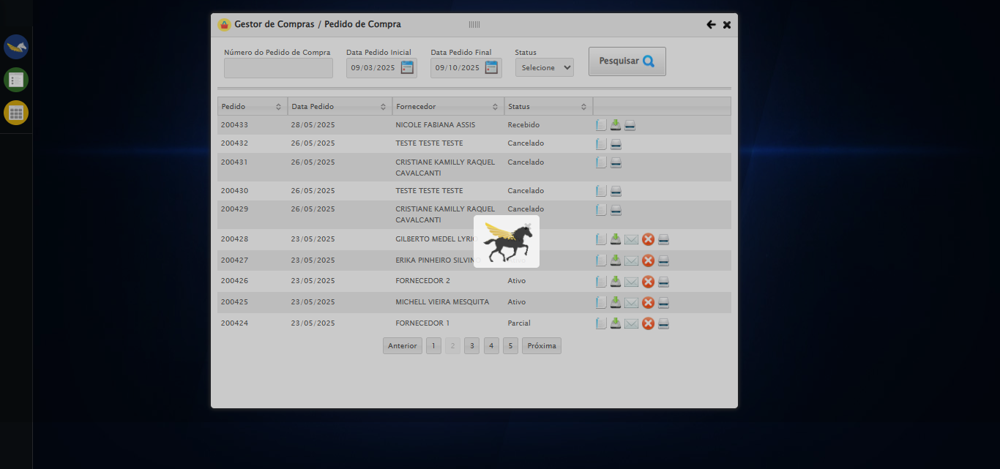 Gestor de Compras / Pedido de Compra
Número do Pedido de Compra Data Pedido Inicial Data Pedido Final Status
09/03/2025 09/10/2025 Selecione Pesquisar
Pedido Data Pedido Fornecedor Status
200433 28/05/2025 NICOLE FABIANA ASSIS Recebido
200432 26/05/2025 TESTE TESTE TESTE Cancelado
200431 26/05/2025 CRISTIANE KAMILLY RAQUEL Cancelado
CAVALCANTI
200430 26/05/2025 TESTE TESTE TESTE Cancelado
200429 26/05/2025 CRISTIANE KAMILLY RAQUEL Cancelado
CAVALCANTI
200428 23/05/2025 GILBERTO MEDEL
200427 23/05/2025 ERIKA PINHEIRO SILVINO
200426 23/05/2025 FORNECEDOR 2 Ativo
200425 23/05/2025 MICHELL VIEIRA MESQUITA Ativo
200424 23/05/2025 FORNECEDOR 1 Parcial
Anterior 1 2 3 4 5 Próxima